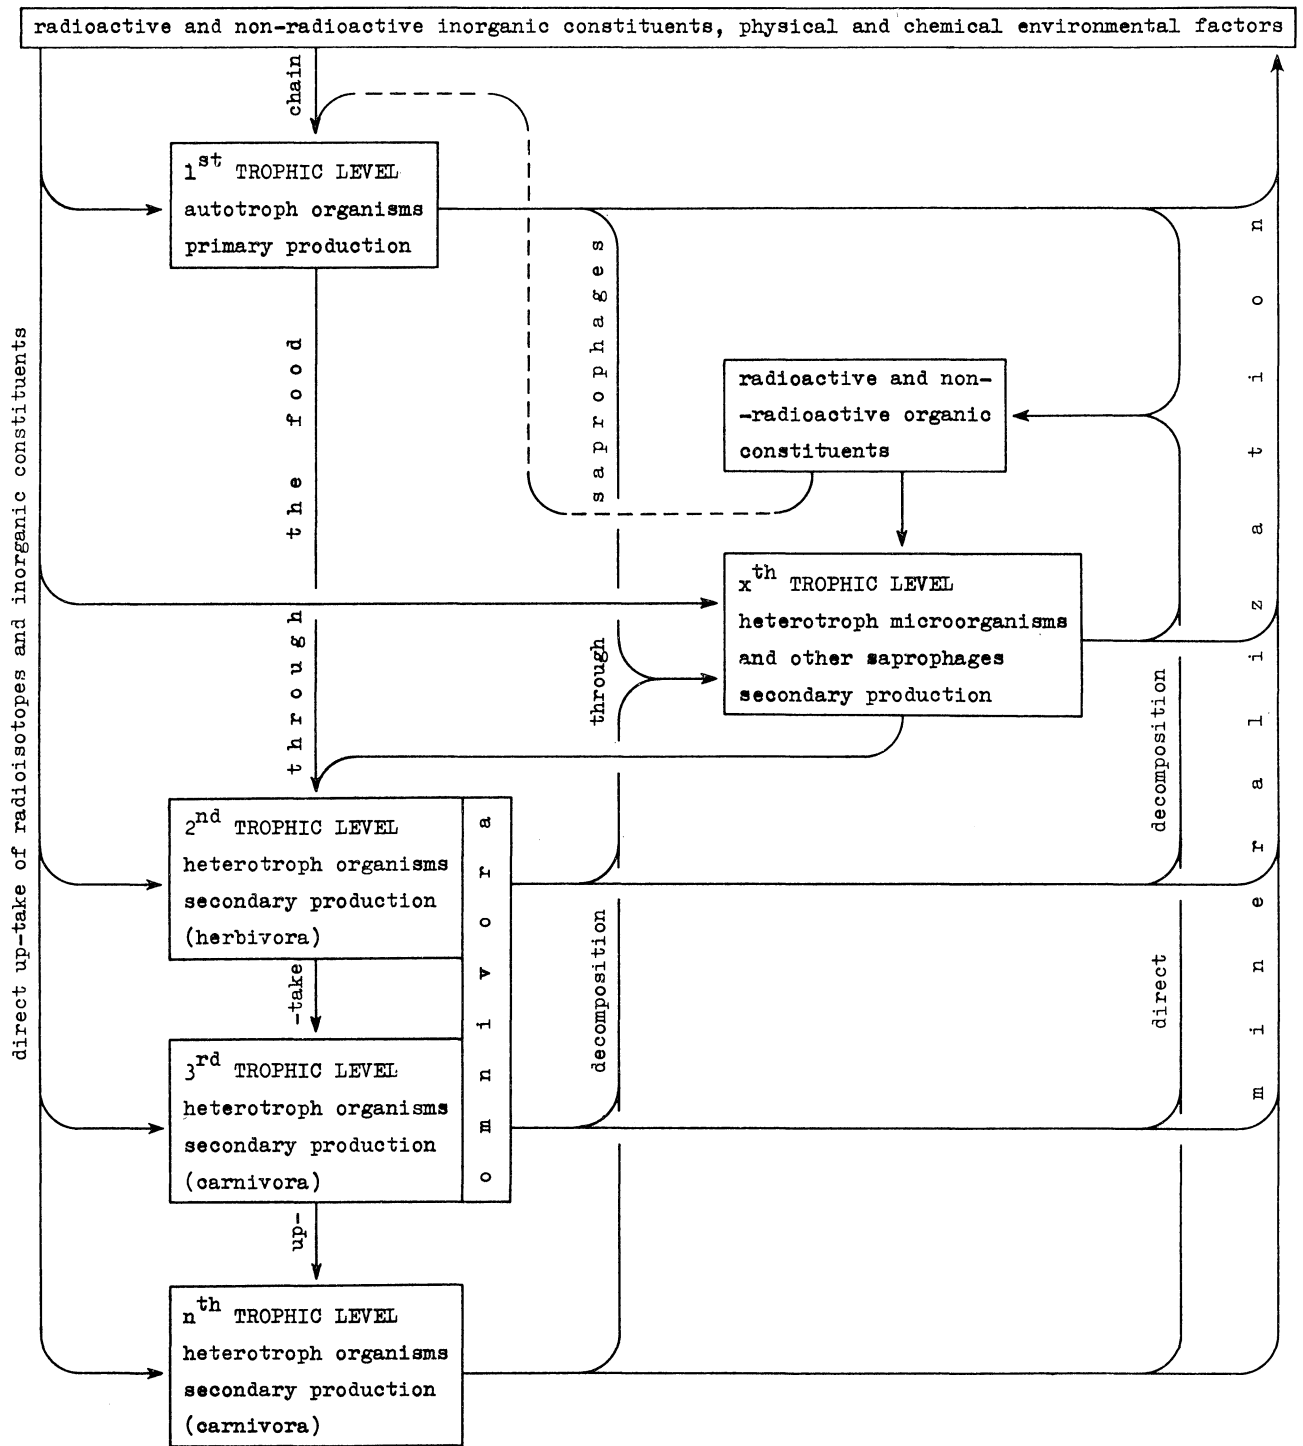 radioactive and non-radioactive inorganic constituents, physical and chemical environmental factors
1st TROPHIC LEVEL
autotroph organisms
primary production
radioactive and non-
-radioactive organic
constituents
xth TROPHIC LEVEL
heterotroph microorganisms
and other saprophages
secondary production
2nd TROPHIC LEVEL
heterotroph organisms
secondary production
(herbivora)
3rd TROPHIC LEVEL
heterotroph organisms
secondary production
(carnivora)
omnivora
nth TROPHIC LEVEL
heterotroph organisms
secondary production
(carnivora)
direct up-take of radioisotopes and inorganic constituents
up-take through the food chain
decomposition through saprophages
direct decomposition
mineralization